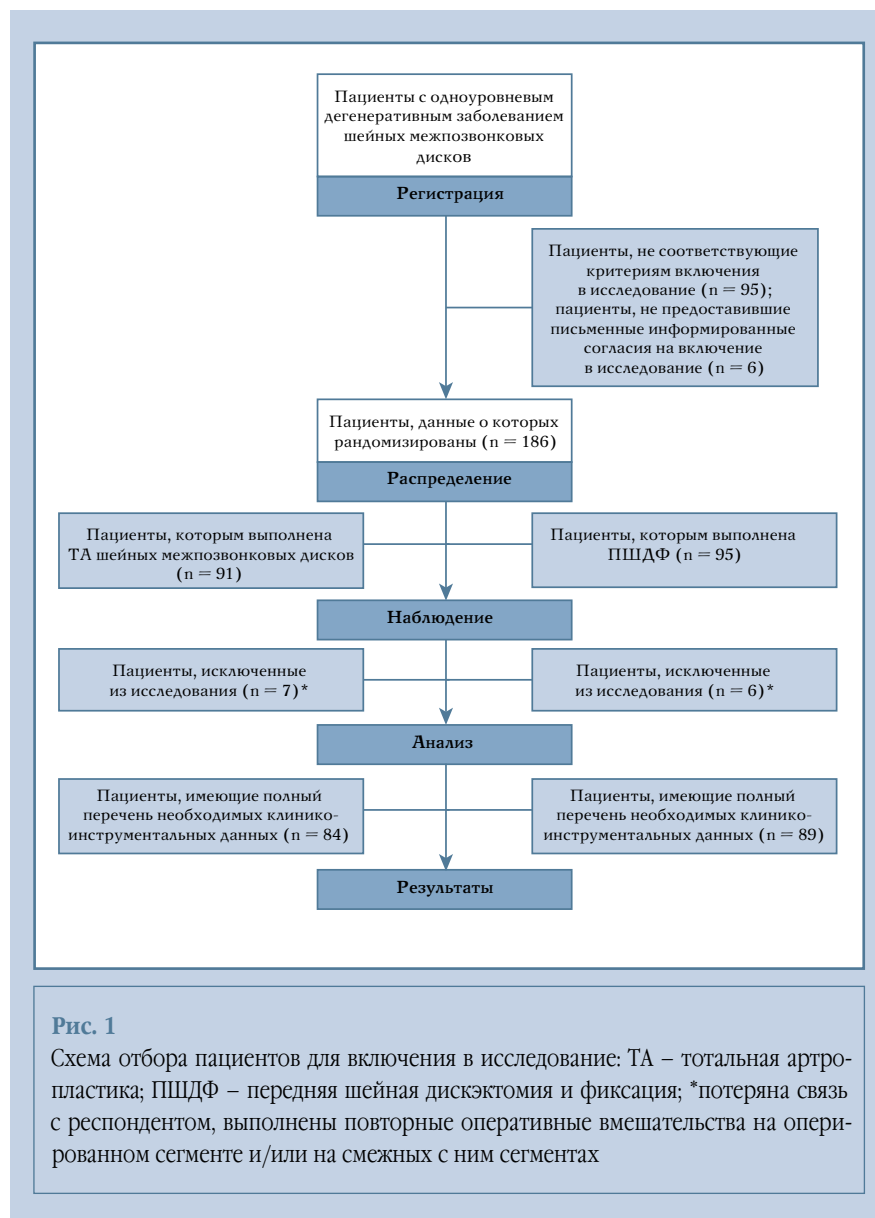 Пациенты с одноуровневым
дегенеративным заболеванием
шейных межпозвонковых
дисков
Регистрация
Пациенты, не соответствующие
критериям включения
в исследование (n = 95);
пациенты, не предоставившие
письменные информированные
согласия на включение
в исследование (n = 6)
Пациенты, данные о которых
рандомизированы (n = 186)
Распределение
Пациенты, которым выполнена
ТА шейных межпозвонковых дисков
(n = 91)
Пациенты, которым выполнена
ПШДФ (n = 95)
Наблюдение
Пациенты, исключенные
из исследования (n = 7)*
Пациенты, исключенные
из исследования (n = 6)*
Анализ
Пациенты, имеющие полный
перечень необходимых клинико-
инструментальных данных (n = 84)
Пациенты, имеющие полный
перечень необходимых клинико-
инструментальных данных (n = 89)
Результаты
Рис. 1
Схема отбора пациентов для включения в исследование: ТА – тотальная артро-
пластика; ПШДФ – передняя шейная дискэктомия и фиксация; *потеряна связь
с респондентом, выполнены повторные оперативные вмешательства на опери-
рованном сегменте и/или на смежных с ним сегментах